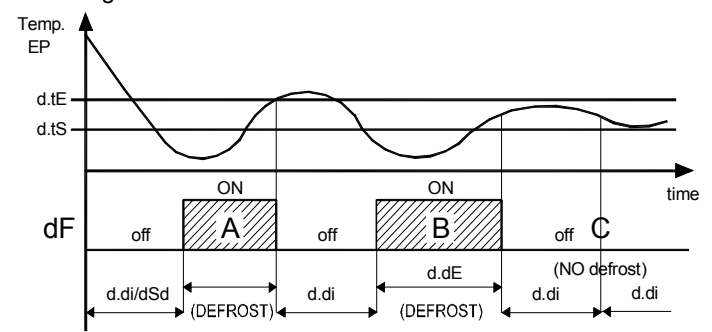 Temp.
EP
d.tE
d.tS
time
ON ON
dF off A off B off C
(NO defrost)
d.dE
d.di/dSd (DEFROST) d.di (DEFROST) d.di d.di